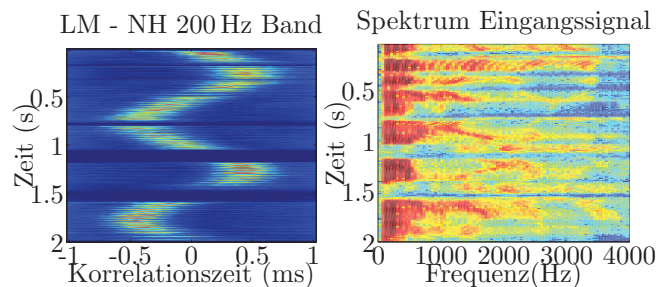 LM - NH 200 Hz Band
Zeit (s)
0.5
1
1.5
2
-1 -0.5 0 0.5 1
Korrelationszeit (ms)
Spektrum Eingangssignal
Zeit (s)
0.5
1
1.5
2
0 1000 2000 3000 4000
Frequenz(Hz)